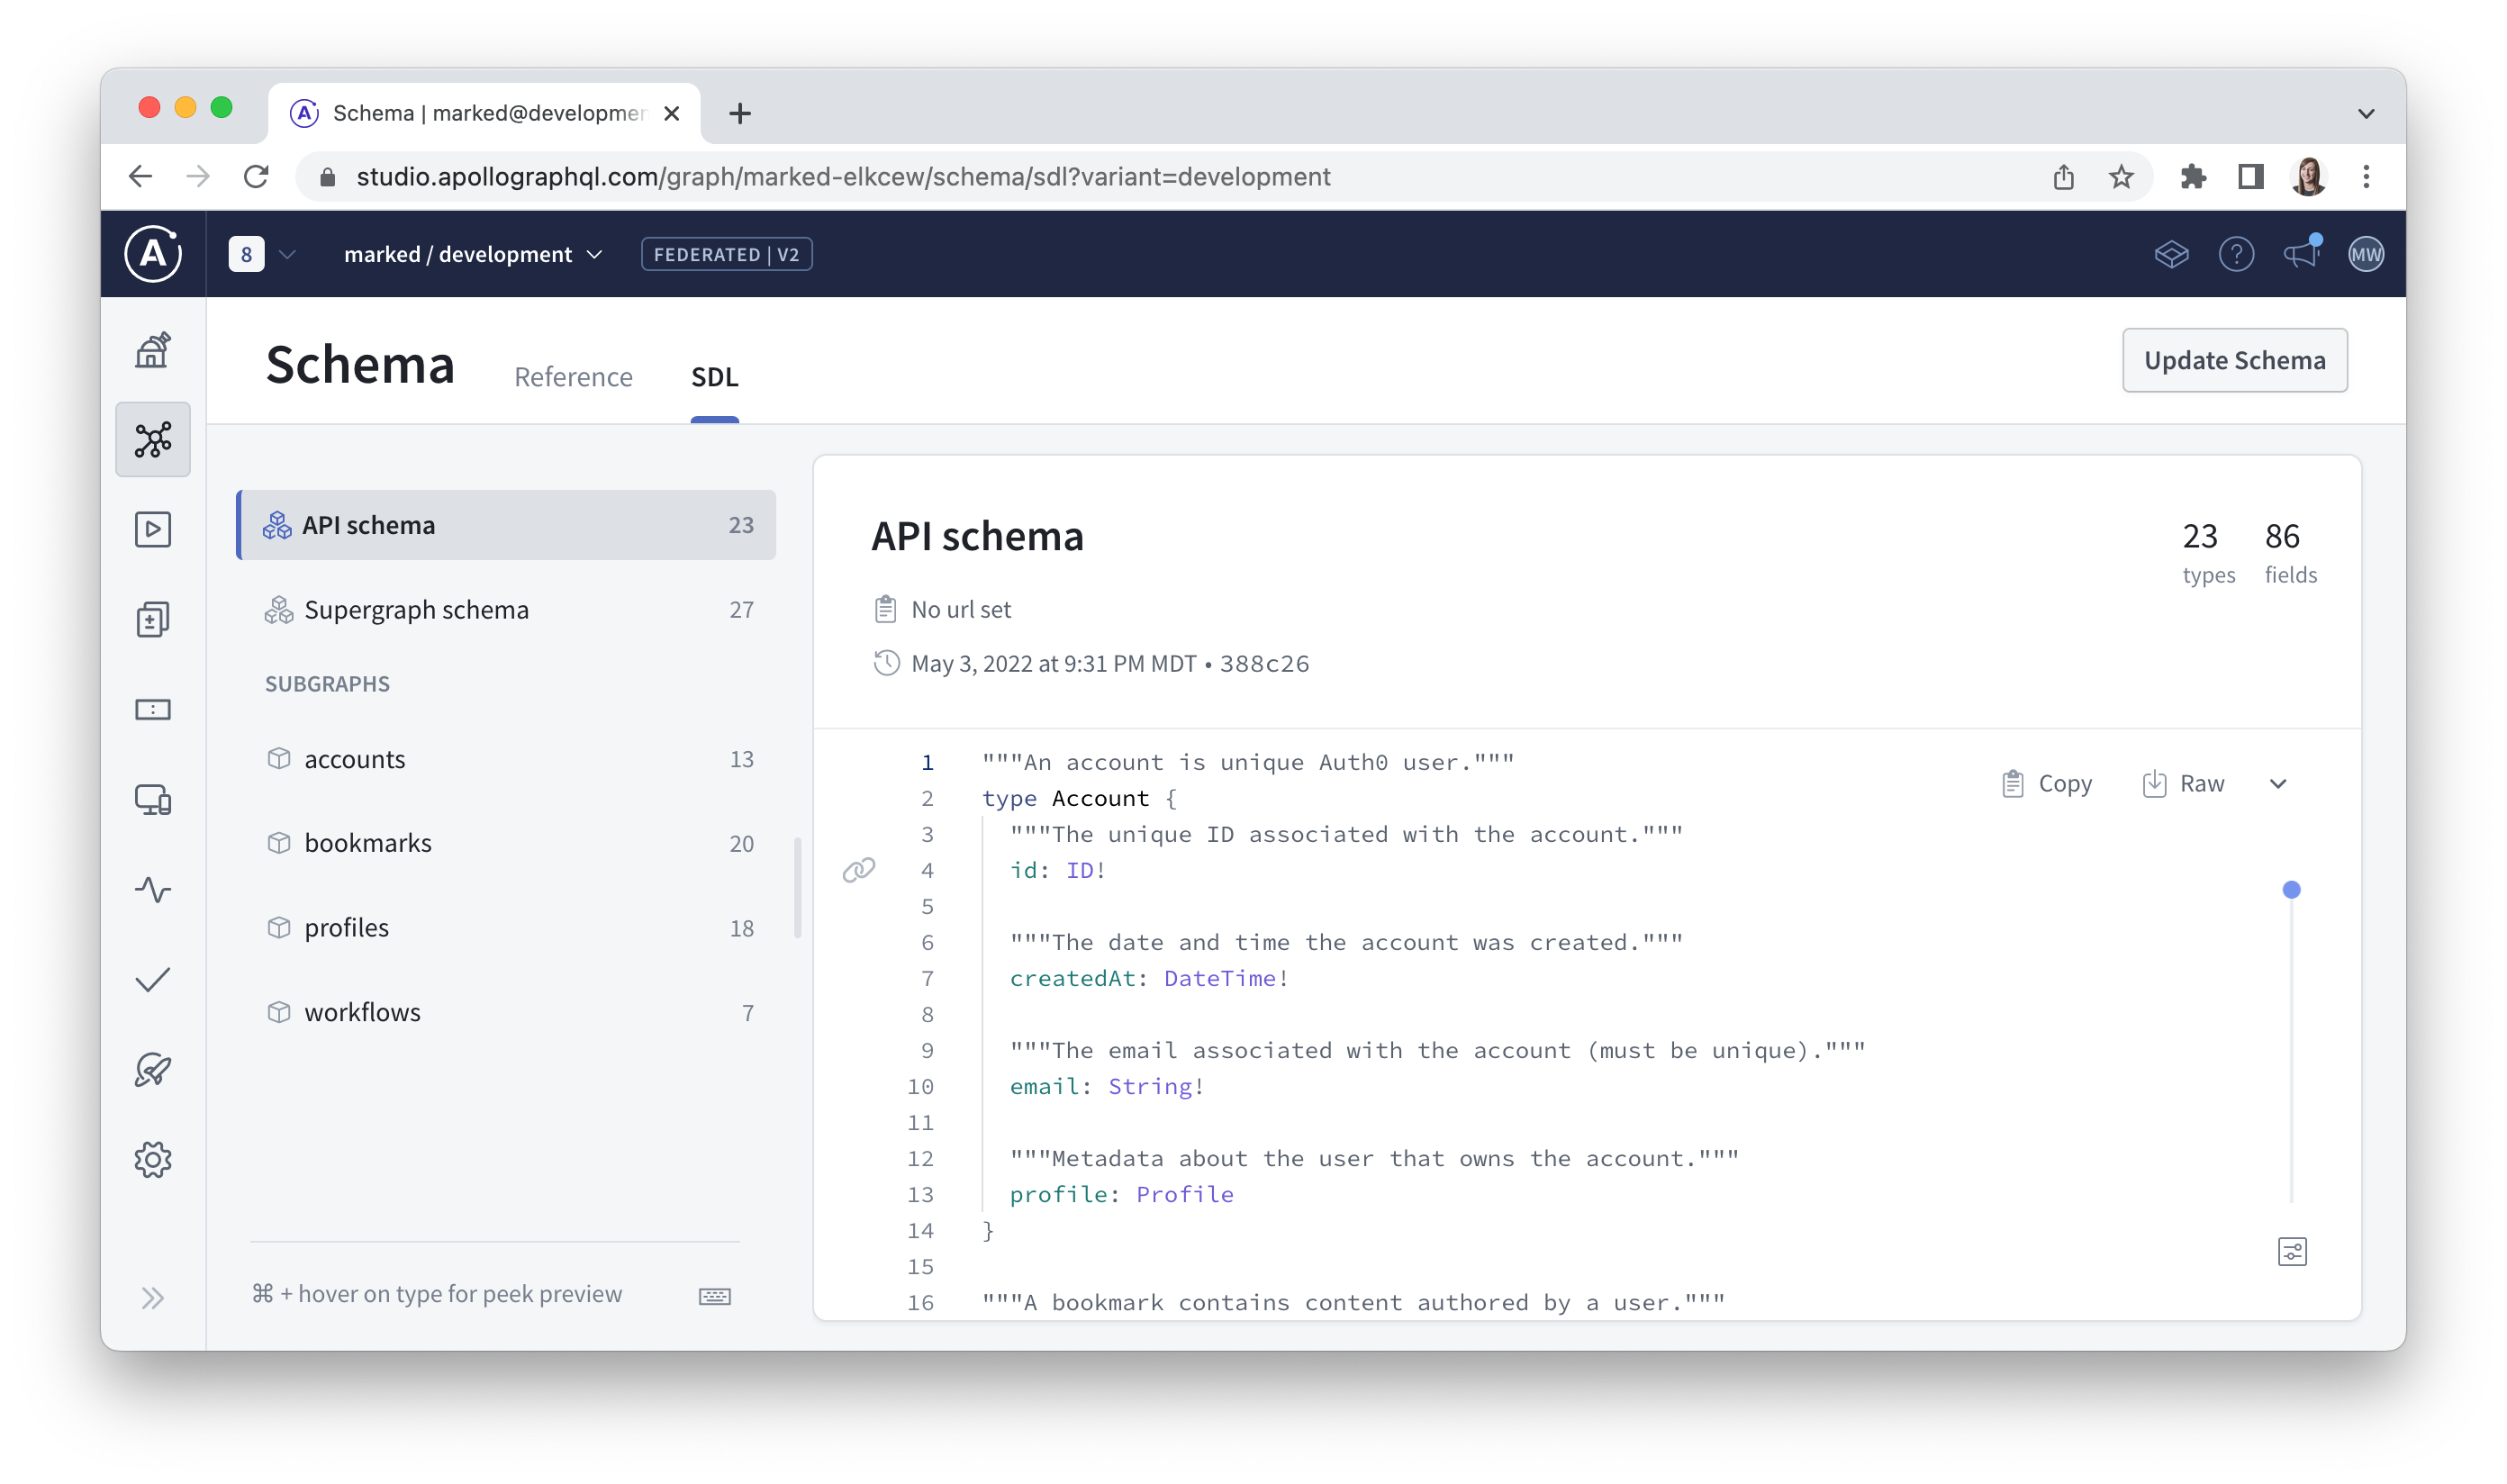 Schema | marked@developmen
studio.apollographql.com/graph/marked-elkcew/schema/sdl?variant=development
A
8
marked / development
FEDERATED | V2
?
MW
Schema
Reference
SDL
Update Schema
API schema 23
Supergraph schema 27
SUBGRAPHS
accounts 13
bookmarks 20
profiles 18
workflows 7
⌘ + hover on type for peek preview
API schema
23 types
86 fields
No url set
May 3, 2022 at 9:31 PM MDT • 388c26
Copy
Raw
1 """An account is unique Auth0 user."""
2 type Account {
3 """The unique ID associated with the account."""
4 id: ID!
5
6 """The date and time the account was created."""
7 createdAt: DateTime!
8
9 """The email associated with the account (must be unique)."""
10 email: String!
11
12 """Metadata about the user that owns the account."""
13 profile: Profile
14 }
15
16 """A bookmark contains content authored by a user."""